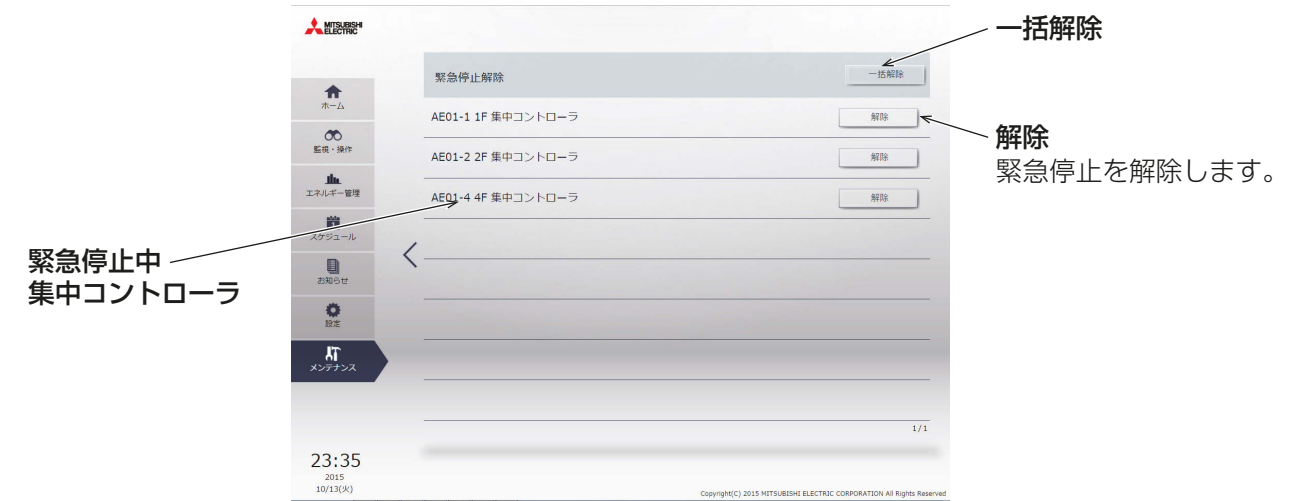 MITSUBISHI
ELECTRIC
一括解除
緊急停止解除
一括解除
ホーム
AE01-1 1F 集中コントローラ
解除
解除
緊急停止を解除します。
監視・操作
AE01-2 2F 集中コントローラ
解除
エネルギー管理
AE01-4 4F 集中コントローラ
解除
スケジュール
緊急停止中
集中コントローラ
お知らせ
設定
メンテナンス
1/1
23:35
2015
10/13(火)
Copyright(C) 2015 MITSUBISHI ELECTRIC CORPORATION All Rights Reserved